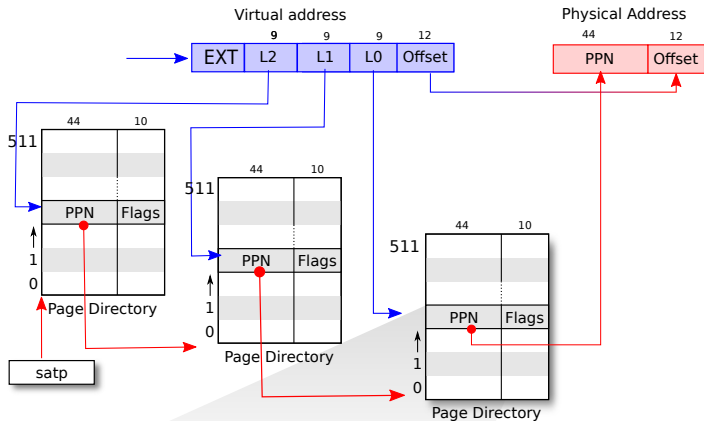 Virtual address
Physical Address
9 9 9 12
44 12
EXT L2 L1 L0 Offset
PPN Offset
44 10
511
PPN Flags
1
0
Page Directory
satp
44 10
511
PPN Flags
1
0
Page Directory
44 10
511
PPN Flags
1
0
Page Directory